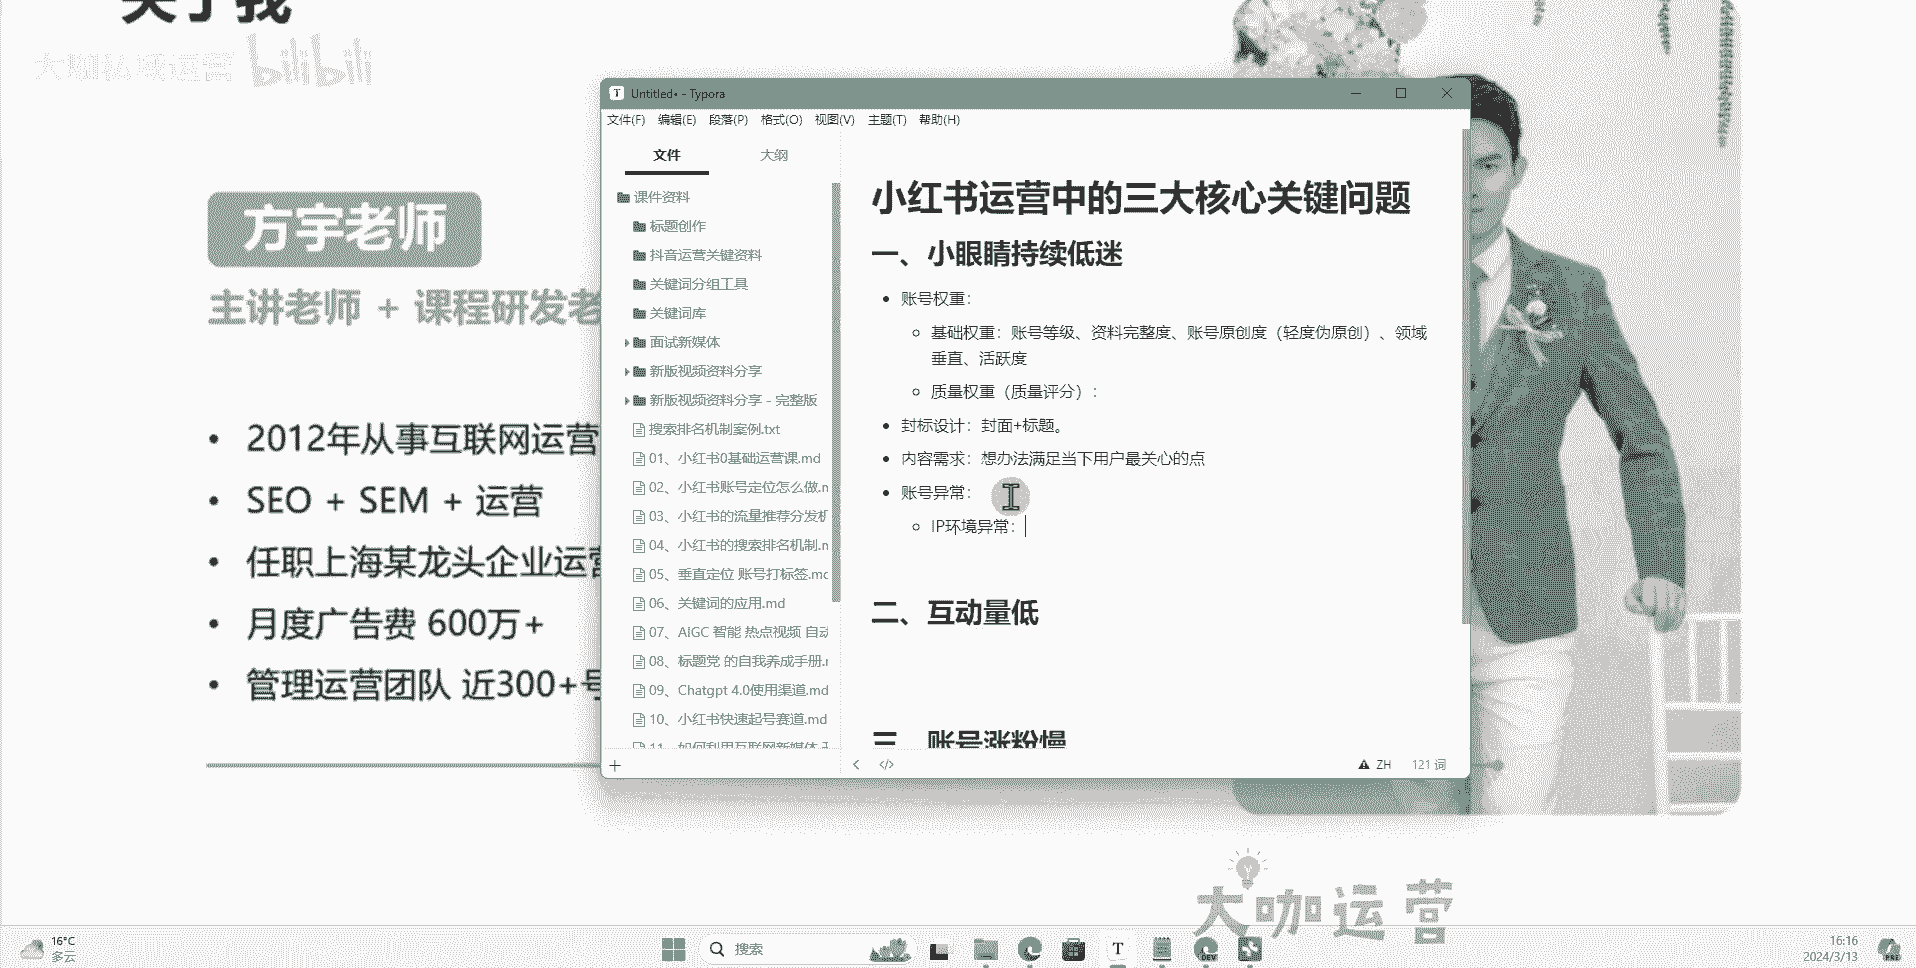 关于我
大咖私域运营 bilibili
方宇老师
主讲老师 + 课程研发老
2012年从事互联网运营
SEO + SEM + 运营
任职上海某龙头企业运营
月度广告费 600万+
管理运营团队 近300+号
Untitled• - Typora
文件(F) 编辑(E) 段落(P) 格式(O) 视图(V) 主题(T) 帮助(H)
文件 大纲
课件资料
标题创作
抖音运营关键资料
关键词分组工具
关键词库
面试新媒体
新版视频资料分享
新版视频资料分享 - 完整版
搜索排名机制案例.txt
01、小红书0基础运营课.md
02、小红书账号定位怎么做.m
03、小红书的流量推荐分发机
04、小红书的搜索排名机制.m
05、垂直定位 账号打标签.mc
06、关键词的应用.md
07、AIGC 智能 热点视频 自动
08、标题党 的自我养成手册.r
09、Chatgpt 4.0使用渠道.md
10、小红书快速起号赛道.md
11、如何利用互联网新媒体
小红书运营中的三大核心关键问题
一、小眼睛持续低迷
账号权重：
基础权重：账号等级、资料完整度、账号原创度（轻度伪原创）、领域
垂直、活跃度
质量权重（质量评分）：
封标设计：封面+标题。
内容需求：想办法满足当下用户最关心的点
账号异常：
IP环境异常：
二、互动量低
三、账号涨粉慢
ZH 121 词
大咖运营
16°C
多云
搜索
T
DEV
16:16
2024/3/13
PRE